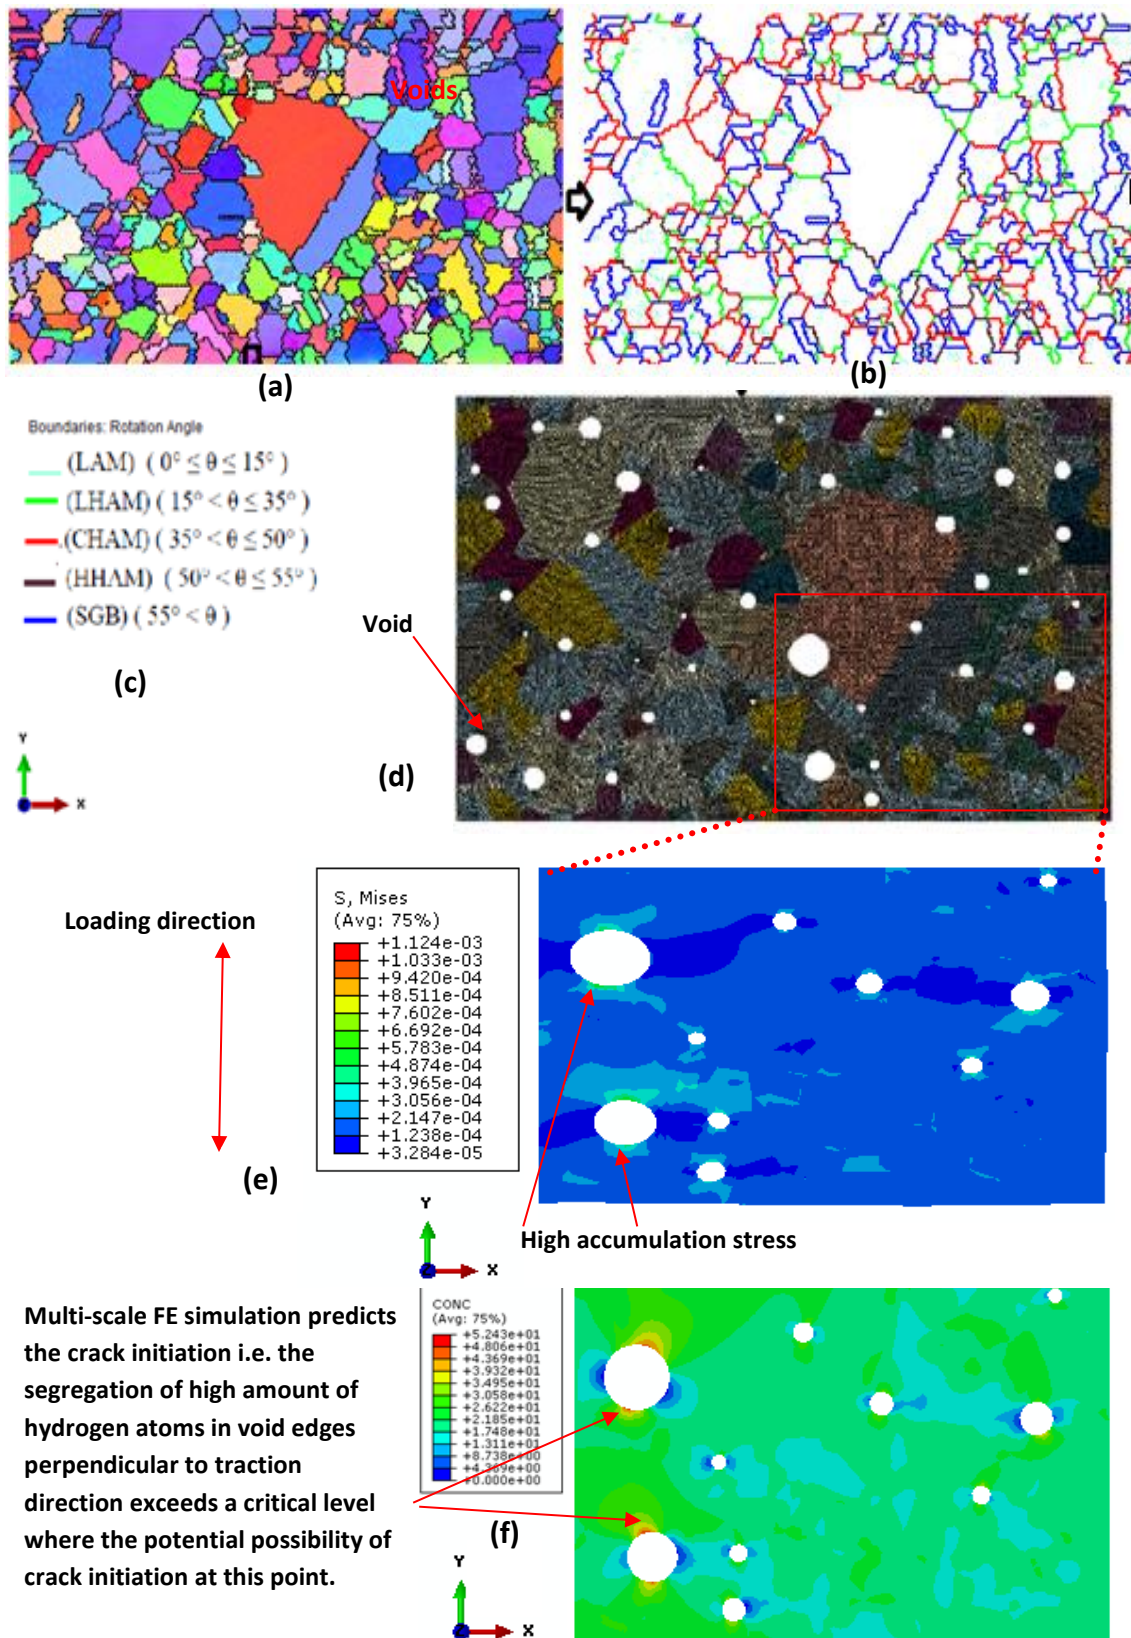 Voids
(a)
(b)
Boundaries: Rotation Angle
(LAM) ( 0° ≤ θ ≤ 15° )
(LHAM) ( 15° < θ ≤ 35° )
(CHAM) ( 35° < θ ≤ 50° )
(HHAM) ( 50° < θ ≤ 55° )
(SGB) ( 55° < θ )
(c)
Void
(d)
Y
X
Loading direction
S, Mises
(Avg: 75%)
+1.124e-03
+1.033e-03
+9.420e-04
+8.511e-04
+7.602e-04
+6.692e-04
+5.783e-04
+4.874e-04
+3.965e-04
+3.056e-04
+2.147e-04
+1.238e-04
+3.284e-05
(e)
High accumulation stress
Y
Z
X
Multi-scale FE simulation predicts
the crack initiation i.e. the
segregation of high amount of
hydrogen atoms in void edges
perpendicular to traction
direction exceeds a critical level
where the potential possibility of
crack initiation at this point.
CONC
(Avg: 75%)
+5.243e+01
+4.806e+01
+4.369e+01
+3.932e+01
+3.495e+01
+3.058e+01
+2.622e+01
+2.185e+01
+1.748e+01
+1.311e+01
+8.738e+00
+4.369e+00
+0.000e+00
(f)
Y
Z
X